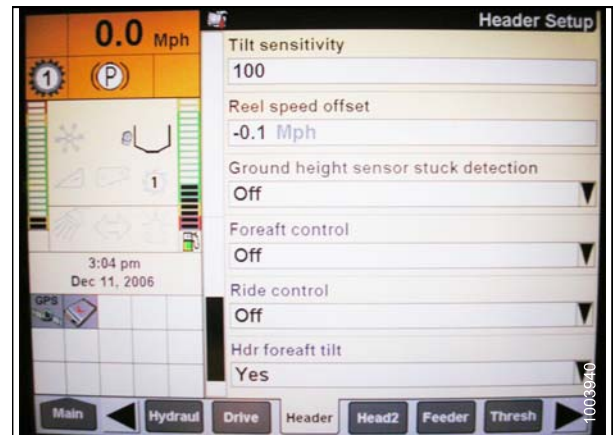 0.0 Mph
1
(P)
1
3:04 pm
Dec 11, 2006
GPS
Header Setup
Tilt sensitivity
100
Reel speed offset
-0.1 Mph
Ground height sensor stuck detection
Off
Foreaft control
Off
Ride control
Off
Hdr foreaft tilt
Yes
Main
Hydraul
Drive
Header
Head2
Feeder
Thresh
1003940